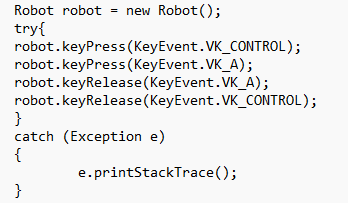 Robot robot = new Robot();
try{
robot.keyPress(KeyEvent.VK_CONTROL);
robot.keyPress(KeyEvent.VK_A);
robot.keyRelease(KeyEvent.VK_A);
robot.keyRelease(KeyEvent.VK_CONTROL);
}
catch (Exception e)
{
        e.printStackTrace();
}